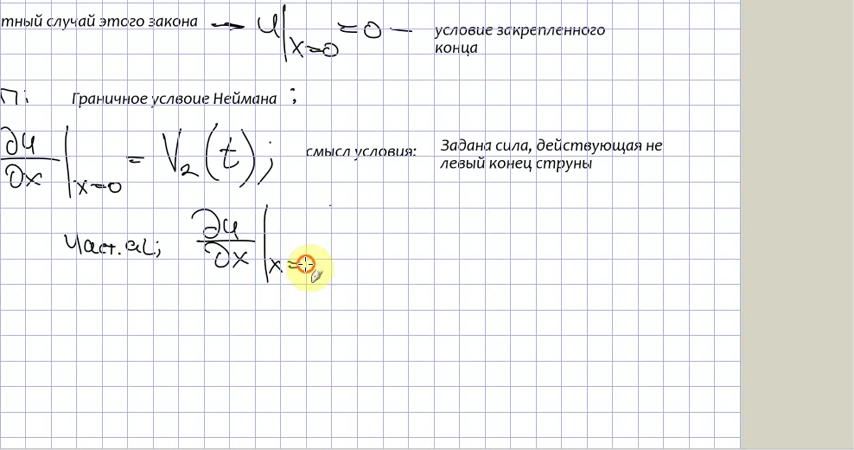 тный случай этого закона → u|x=0 = 0 — условие закрепленного
конца
П: Граничное услвоие Неймана ;
∂u/∂x |x=0 = V₂(t); смысл условия: Задана сила, действующая не
левый конец струны
Част. сл; ∂u/∂x |x=